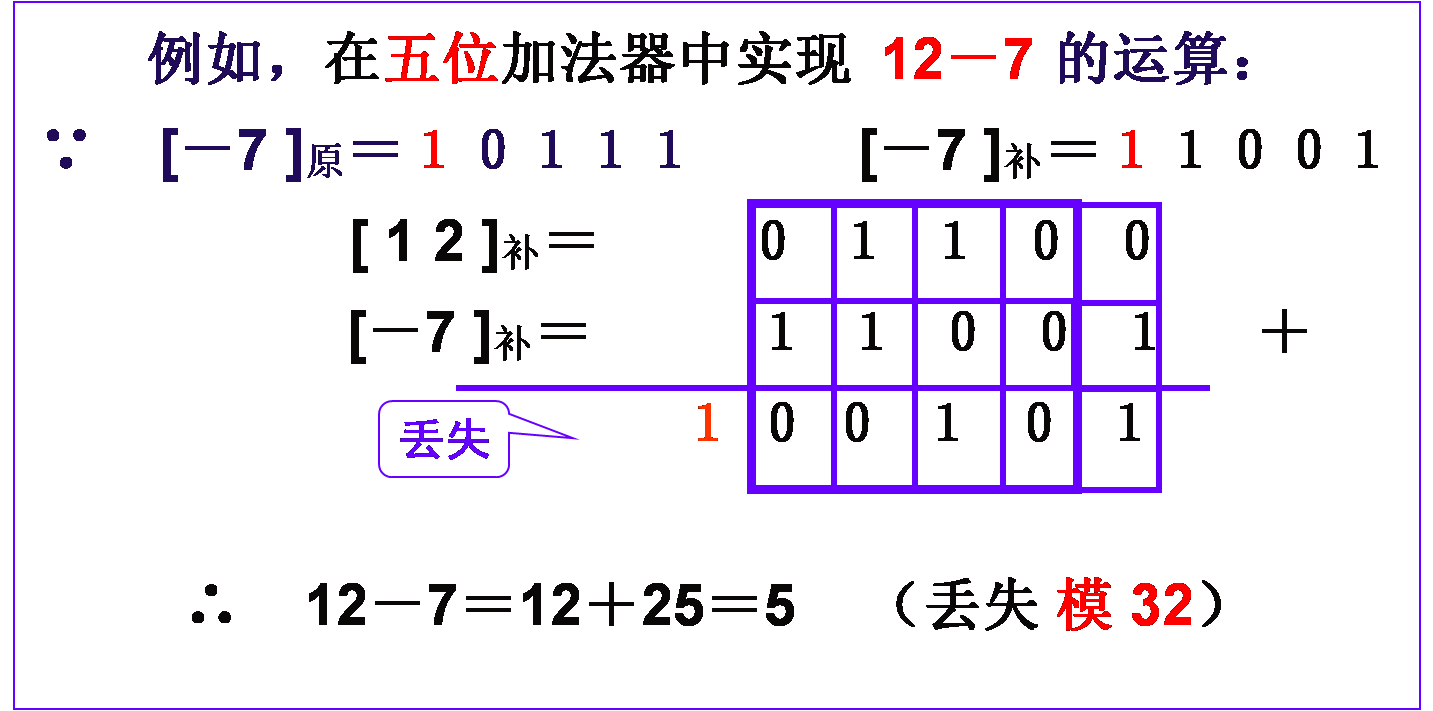 例如，在五位加法器中实现 12－7 的运算：
∵ [－7 ]原＝1 0 1 1 1 [－7 ]补＝1 1 0 0 1
[ 1 2 ]补＝ 0 1 1 0 0
[－7 ]补＝ 1 1 0 0 1 ＋
丢失 1 0 0 1 0 1
∴ 12－7＝12＋25＝5 （丢失 模 32）